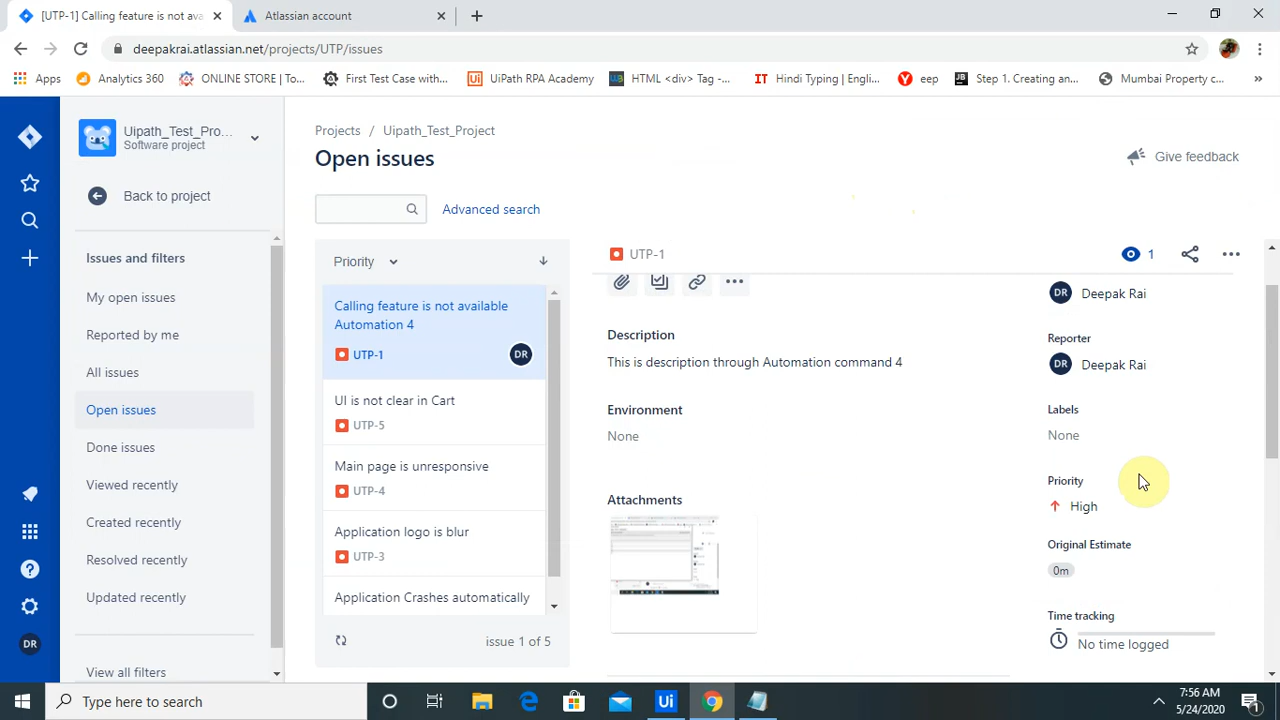 [UTP-1] Calling feature is not ava
Atlassian account
deepakrai.atlassian.net/projects/UTP/issues
Apps
Analytics 360
ONLINE STORE | To...
First Test Case with...
UiPath RPA Academy
HTML <div> Tag -...
Hindi Typing | Engli...
eep
Step 1. Creating an...
Mumbai Property c...
Uipath_Test_Pro...
Software project
Back to project
Issues and filters
My open issues
Reported by me
All issues
Open issues
Done issues
Viewed recently
Created recently
Resolved recently
Updated recently
View all filters
Projects / Uipath_Test_Project
Open issues
Give feedback
Advanced search
Priority
Calling feature is not available
Automation 4
UTP-1
DR
UI is not clear in Cart
UTP-5
Main page is unresponsive
UTP-4
Application logo is blur
UTP-3
Application Crashes automatically
issue 1 of 5
UTP-1
1
Description
This is description through Automation command 4
Environment
None
Attachments
DR Deepak Rai
Reporter
DR Deepak Rai
Labels
None
Priority
High
Original Estimate
0m
Time tracking
No time logged
DR
Type here to search
7:56 AM
5/24/2020